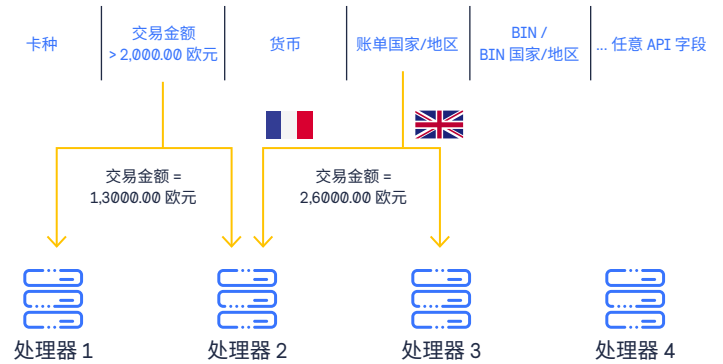 卡种
交易金额
> 2,000.00 欧元
货币
账单国家/地区
BIN /
BIN 国家/地区
... 任意 API 字段
交易金额 =
1,3000.00 欧元
交易金额 =
2,6000.00 欧元
处理器 1
处理器 2
处理器 3
处理器 4